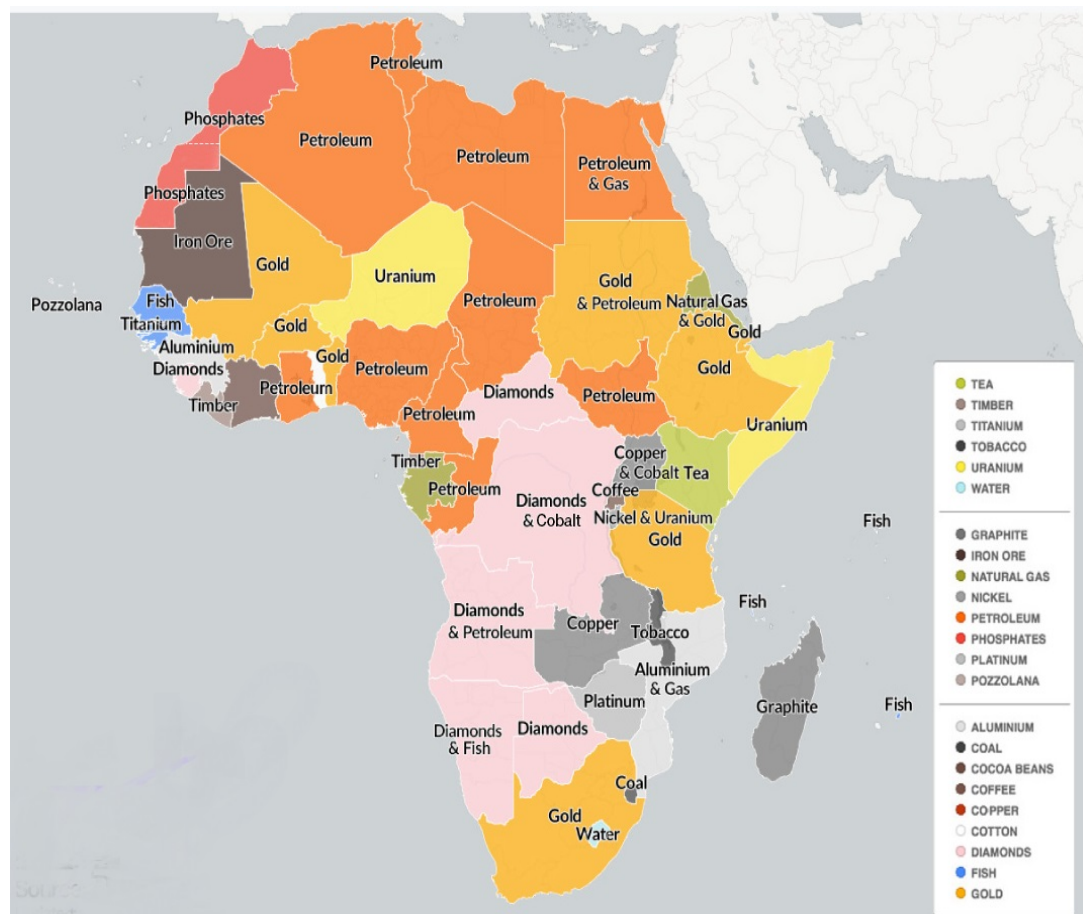 Petroleum
Phosphates
Petroleum
Petroleum
Petroleum
& Gas
Phosphates
Iron Ore
Gold
Uranium
Gold
& Petroleum
Natural Gas
& Gold
Pozzolana
Fish
Titanium
Petroleum
Gold
Gold
Aluminium
Diamonds
Gold
Petroleum
Gold
Petroleum
Diamonds
Petroleum
Timber
Petroleum
Uranium
Timber
Petroleum
Copper
& Cobalt
Tea
Diamonds
& Cobalt
Coffee
Nickel & Uranium
Gold
Fish
Fish
Diamonds
& Petroleum
Copper
Tobacco
Aluminium
& Gas
Platinum
Graphite
Fish
Diamonds
& Fish
Diamonds
Coal
Gold
Water
TEA
TIMBER
TITANIUM
TOBACCO
URANIUM
WATER
GRAPHITE
IRON ORE
NATURAL GAS
NICKEL
PETROLEUM
PHOSPHATES
PLATINUM
POZZOLANA
ALUMINIUM
COAL
COCOA BEANS
COFFEE
COPPER
COTTON
DIAMONDS
FISH
GOLD